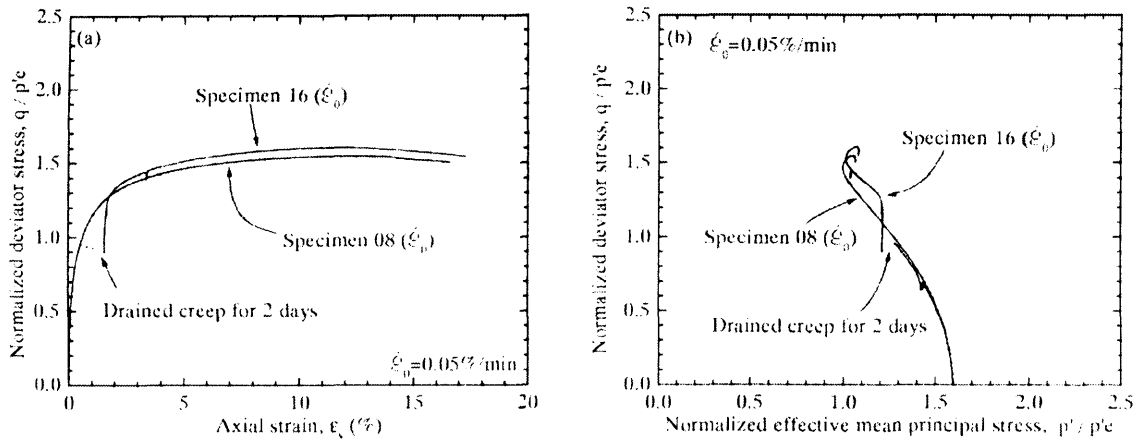 (a)
Normalized deviator stress, q / p'c
2.5
2.0
1.5
1.0
0.5
0.0
Specimen 16 (ε̇₀)
Specimen 08 (ε̇₀)
Drained creep for 2 days
ε̇₀=0.05%/min
0 5 10 15 20
Axial strain, εᵥ (%)
(b)
ε̇₀=0.05%/min
Normalized deviator stress, q / p'c
2.5
2.0
1.5
1.0
0.5
0.0
Specimen 16 (ε̇₀)
Specimen 08 (ε̇₀)
Drained creep for 2 days
0.0 0.5 1.0 1.5 2.0 2.5
Normalized effective mean principal stress, p' / p'c